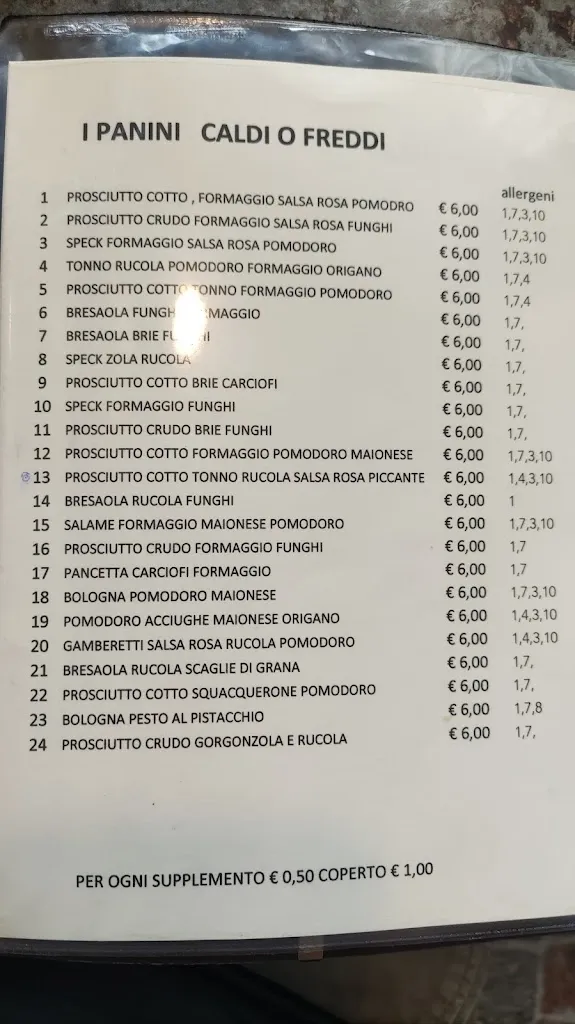 I PANINI CALDI O FREDDI
allergeni
1 PROSCIUTTO COTTO , FORMAGGIO SALSA ROSA POMODRO € 6,00 1,7,3,10
2 PROSCIUTTO CRUDO FORMAGGIO SALSA ROSA FUNGHI € 6,00 1,7,3,10
3 SPECK FORMAGGIO SALSA ROSA POMODORO € 6,00 1,7,3,10
4 TONNO RUCOLA POMODORO FORMAGGIO ORIGANO € 6,00 1,7,4
5 PROSCIUTTO COTTO TONNO FORMAGGIO POMODORO € 6,00 1,7,4
6 BRESAOLA FUNGHI FORMAGGIO € 6,00 1,7,
7 BRESAOLA BRIE FUNGHI € 6,00 1,7,
8 SPECK ZOLA RUCOLA € 6,00 1,7,
9 PROSCIUTTO COTTO BRIE CARCIOFI € 6,00 1,7,
10 SPECK FORMAGGIO FUNGHI € 6,00 1,7,
11 PROSCIUTTO CRUDO BRIE FUNGHI € 6,00 1,7,
12 PROSCIUTTO COTTO FORMAGGIO POMODORO MAIONESE € 6,00 1,7,3,10
13 PROSCIUTTO COTTO TONNO RUCOLA SALSA ROSA PICCANTE € 6,00 1,4,3,10
14 BRESAOLA RUCOLA FUNGHI € 6,00 1
15 SALAME FORMAGGIO MAIONESE POMODORO € 6,00 1,7,3,10
16 PROSCIUTTO CRUDO FORMAGGIO FUNGHI € 6,00 1,7
17 PANCETTA CARCIOFI FORMAGGIO € 6,00 1,7
18 BOLOGNA POMODORO MAIONESE € 6,00 1,7,3,10
19 POMODORO ACCIUGHE MAIONESE ORIGANO € 6,00 1,4,3,10
20 GAMBERETTI SALSA ROSA RUCOLA POMODORO € 6,00 1,4,3,10
21 BRESAOLA RUCOLA SCAGLIE DI GRANA € 6,00 1,7,
22 PROSCIUTTO COTTO SQUACQUERONE POMODORO € 6,00 1,7,
23 BOLOGNA PESTO AL PISTACCHIO € 6,00 1,7,8
24 PROSCIUTTO CRUDO GORGONZOLA E RUCOLA € 6,00 1,7,
PER OGNI SUPPLEMENTO € 0,50 COPERTO € 1,00